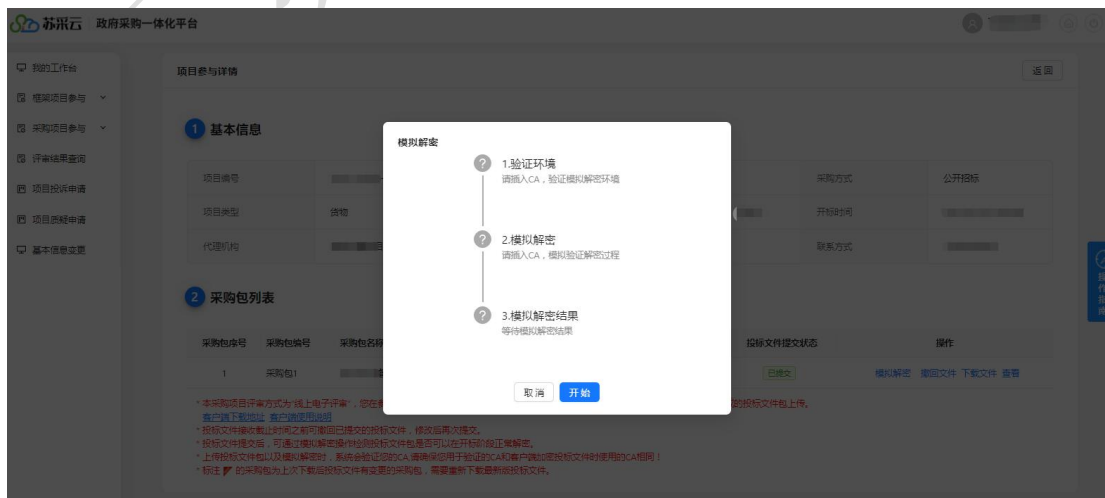 苏采云 政府采购一体化平台
我的工作台
框架项目参与
采购项目参与
评审结果查询
项目投诉申请
项目质疑申请
基本信息变更
项目参与详情 返回
1 基本信息
项目编号 采购方式 公开招标
项目类型 货物 开标时间
代理机构 联系方式
2 采购包列表
采购包序号 采购包编号 采购包名称 投标文件提交状态 操作
1 采购包1 已提交 模拟解密 撤回文件 下载文件 查看
*本采购项目评审方式为"线上电子评审"，您在
的投标文件包上传。
客户端下载地址 客户端使用说明
*投标文件接收截止时间之前可撤回已提交的投标文件，修改后再次提交。
*投标文件提交后，可通过模拟解密操作检测投标文件包是否可以在开标阶段正常解密。
*上传投标文件包以及模拟解密时，系统会验证您的CA,请确保您用于验证的CA和客户端加密投标文件时使用的CA相同！
*标注 的采购包为上次下载后投标文件有变更的采购包，需要重新下载最新版投标文件。
模拟解密
1.验证环境
请插入CA，验证模拟解密环境
2.模拟解密
请插入CA，模拟验证解密过程
3.模拟解密结果
等待模拟解密结果
取消 开始
操作指南